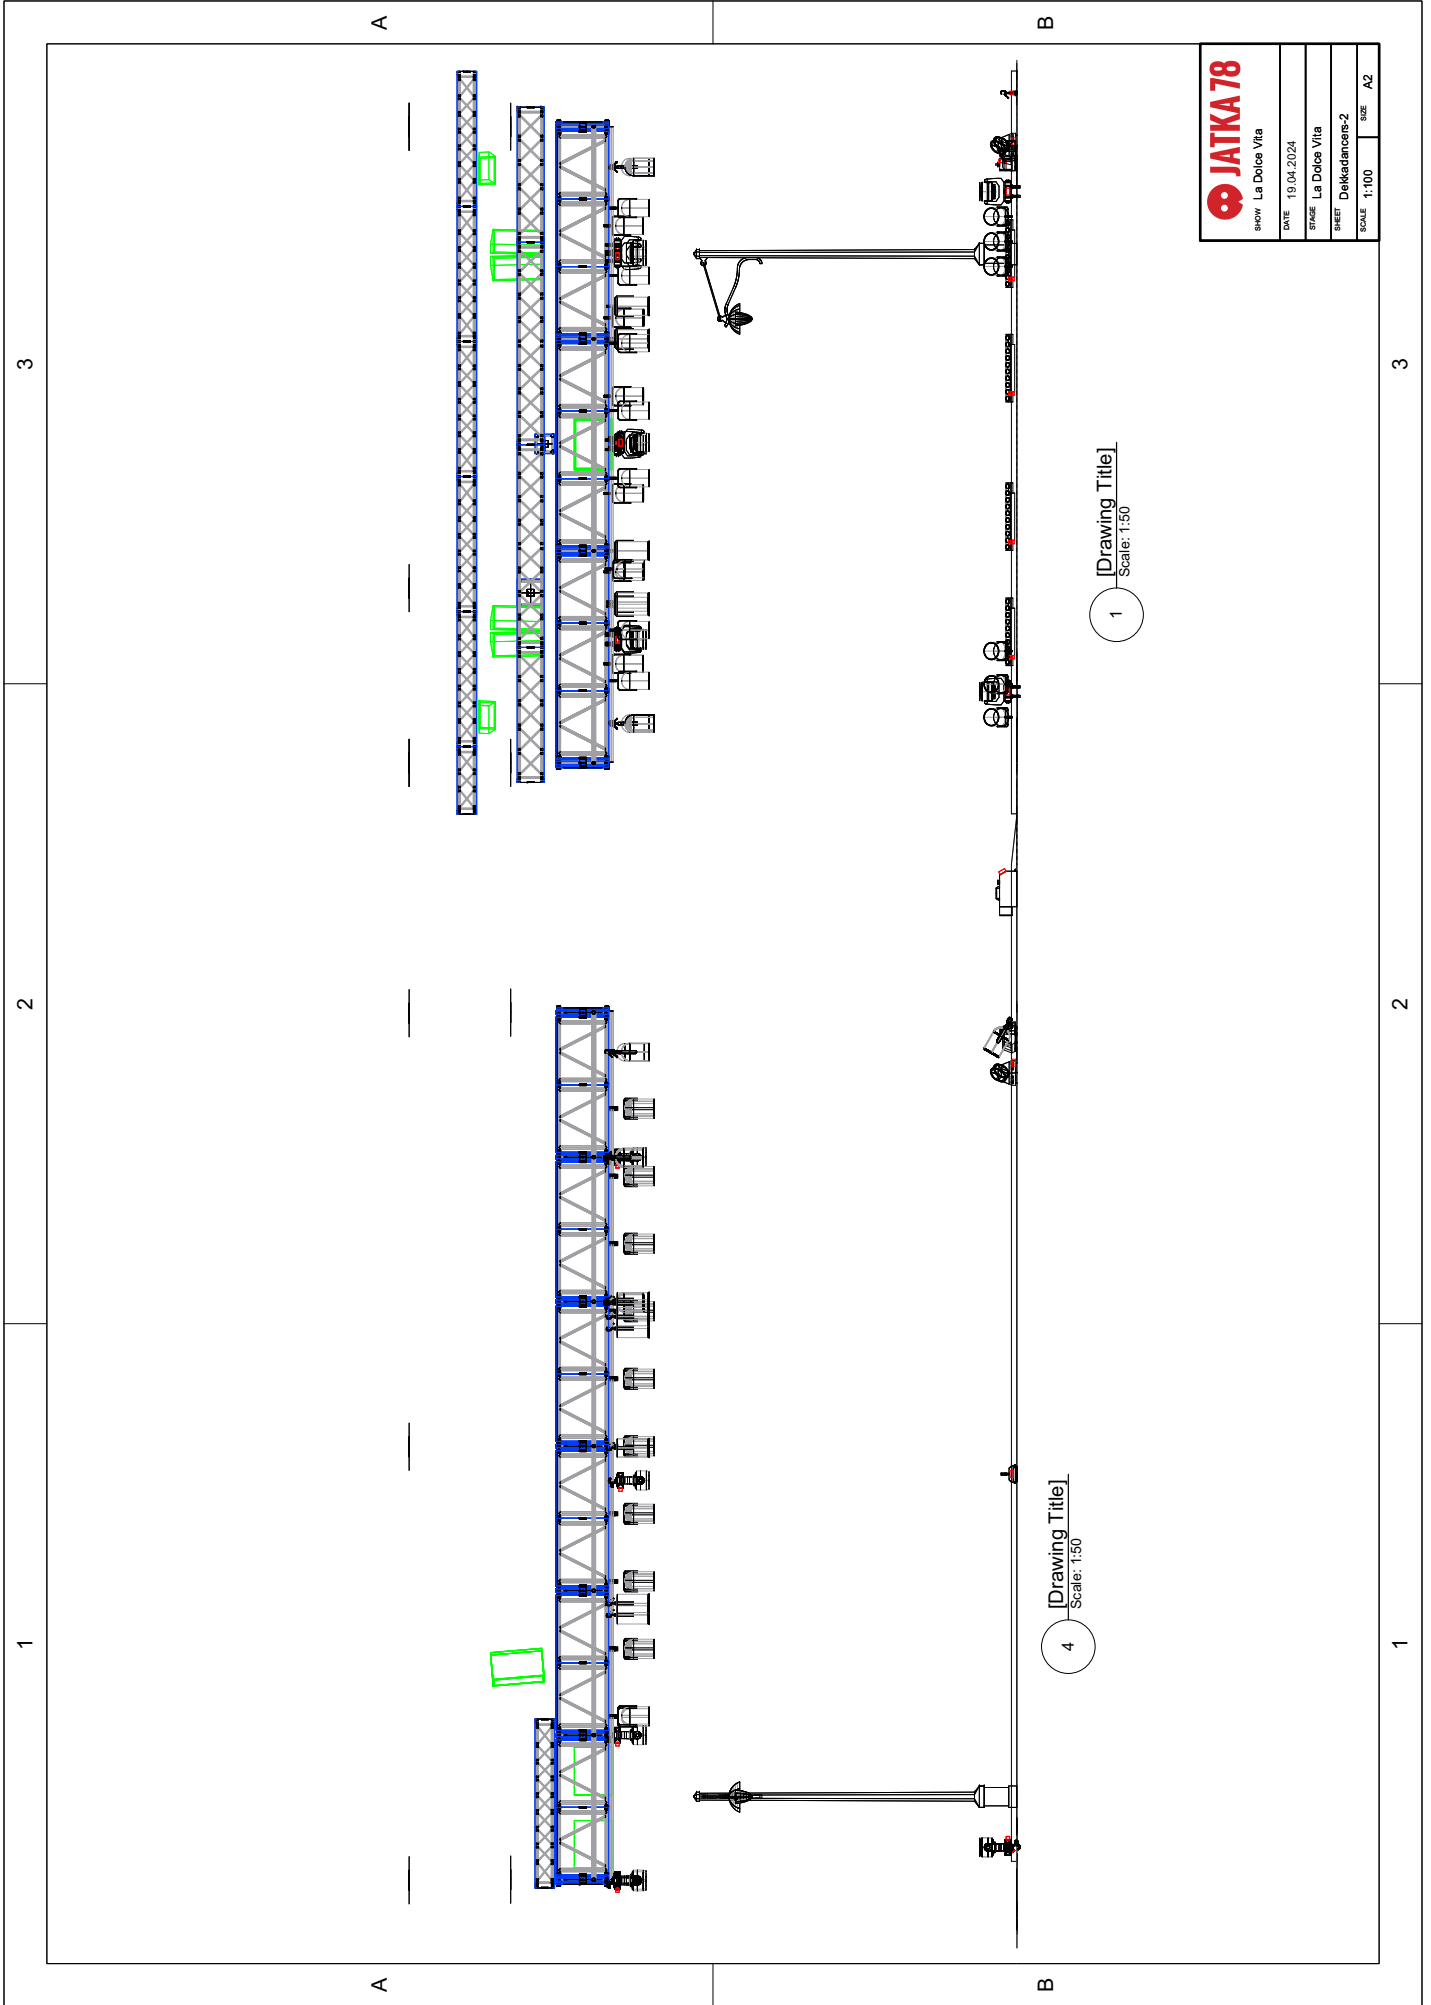 A
B
3
3
2
2
1
1
A
B
JATKA78
SHOW La Dolce Vita
DATE 19.04.2024
STAGE La Dolce Vita
SHEET Dekkadancers-2
SCALE 1:100 SIZE A2
1
[Drawing Title]
Scale: 1:50
4
[Drawing Title]
Scale: 1:50